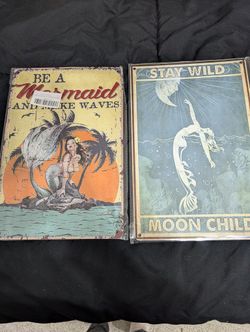 BE A
Mermaid
AND MAKE WAVES
STAY WILD
MOON CHILD